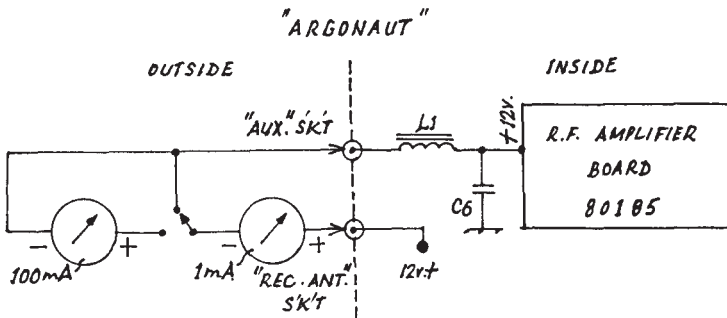 "ARGONAUT"
OUTSIDE
INSIDE
"AUX." S'K'T
L1
+12v.
R.F. AMPLIFIER
BOARD
80185
C6
-
+
-
+
100mA
1mA
"REC. ANT."
S'K'T
12v.+